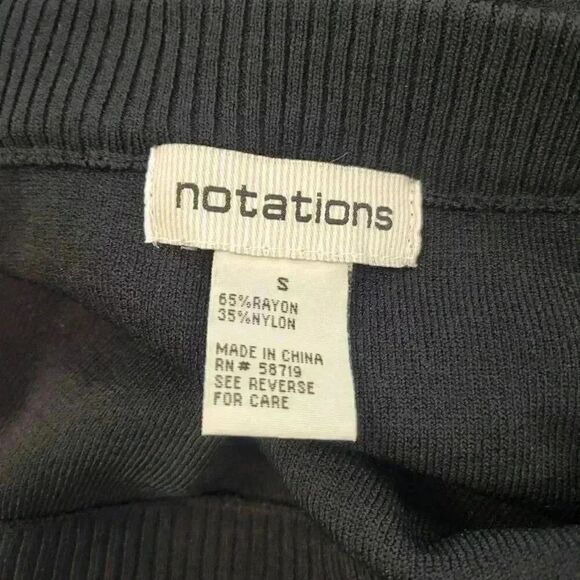 notations
S
65%RAYON
35%NYLON
MADE IN CHINA
RN# 58719
SEE REVERSE
FOR CARE